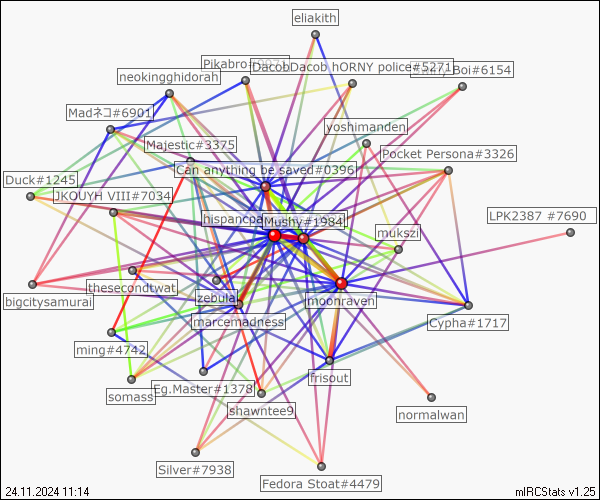 eliakith
DacobDacob hORNY police#5271
Boi#6154
neokingghidorah
Madネコ#6901
yoshimanden
Majestic#3375
Pocket Persona#3326
Can anything be saved#0396
Duck#1245
JKOUYH VIII#7034
LPK2387 #7690
Mushy#1984
mukszi
thesecondtwat
bigcitysamurai
zebula
moonraven
marcemadness
Cypha#1717
ming#4742
frisout
Eg.Master#1378
somass
shawntee9
normalwan
Silver#7938
Fedora Stoat#4479
24.11.2024 11:14
mIRCStats v1.25